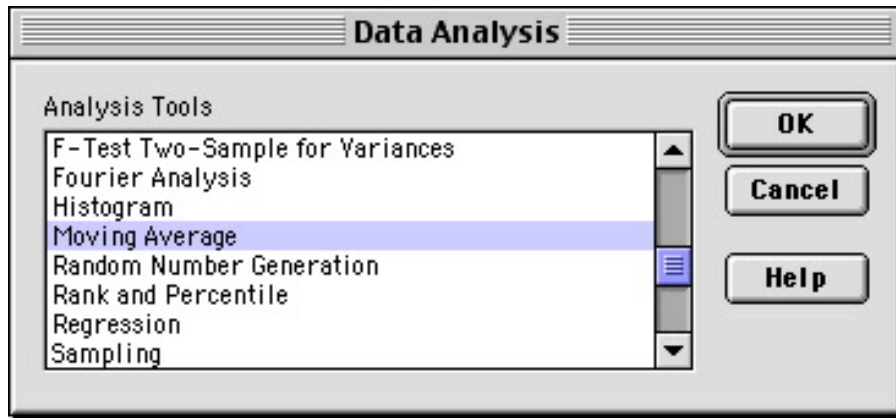 Data Analysis
Analysis Tools
F-Test Two-Sample for Variances
Fourier Analysis
Histogram
Moving Average
Random Number Generation
Rank and Percentile
Regression
Sampling
OK
Cancel
Help